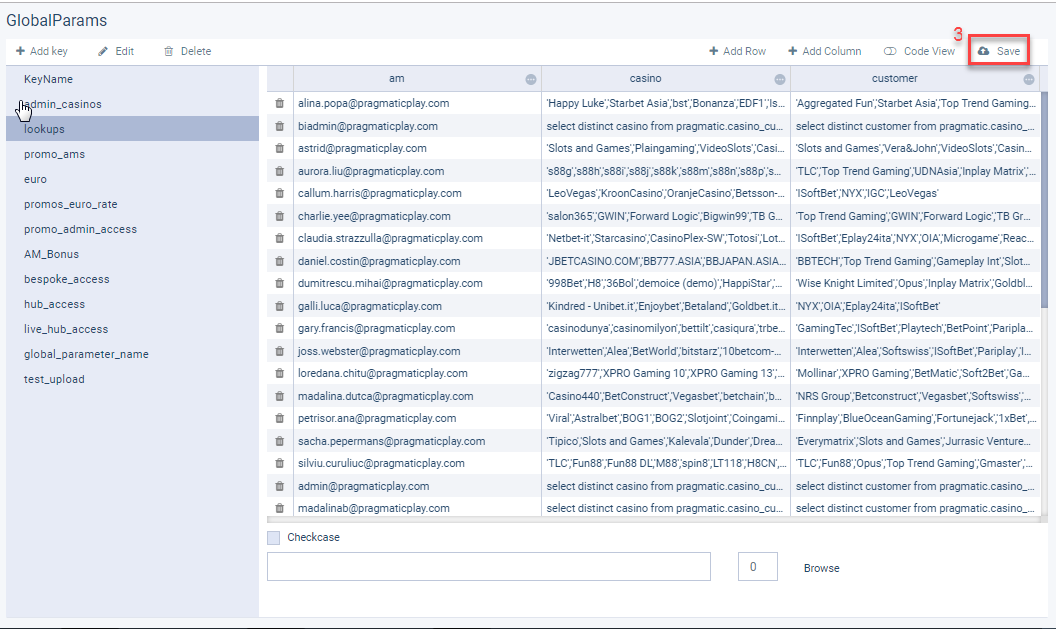 GlobalParams
3
Add key Edit Delete Add Row Add Column Code View Save
KeyName
admin_casinos
lookups
promo_ams
euro
promos_euro_rate
promo_admin_access
AM_Bonus
bespoke_access
hub_access
live_hub_access
global_parameter_name
test_upload
am casino customer
alina.popa@pragmaticplay.com 'Happy Luke','Starbet Asia','bst','Bonanza','EDF1','Is... 'Aggregated Fun','Starbet Asia','Top Trend Gaming...
biadmin@pragmaticplay.com select distinct casino from pragmatic.casino_cu... select distinct customer from pragmatic.casino_...
astrid@pragmaticplay.com 'Slots and Games','Plaingaming','VideoSlots','Casi... 'Slots and Games','Vera&John','VideoSlots','Casin...
aurora.liu@pragmaticplay.com 's88g','s88h','s88i','s88j','s88k','s88m','s88n','s88p','s... 'TLC','Top Trend Gaming','UDNAsia','Inplay Matrix',...
callum.harris@pragmaticplay.com 'LeoVegas','KroonCasino','OranjeCasino','Betsson-... 'ISoftBet','NYX','IGC','LeoVegas'
charlie.yee@pragmaticplay.com 'salon365','GWIN','Forward Logic','Bigwin99','TB G... 'Top Trend Gaming','GWIN','Forward Logic','TB Gr...
claudia.strazzulla@pragmaticplay.com 'Netbet-it','Starcasino','CasinoPlex-SW','Totosi','Lot... 'ISoftBet','Eplay24ita','NYX','OIA','Microgame','Reac...
daniel.costin@pragmaticplay.com 'JBETCASINO.COM','BB777.ASIA','BBJAPAN.ASIA... 'BBTECH','Top Trend Gaming','Gameplay Int','Slot...
dumitrescu.mihai@pragmaticplay.com '998Bet','H8','36Bol','demoice (demo)','HappiStar',... 'Wise Knight Limited','Opus','Inplay Matrix','Goldbl...
galli.luca@pragmaticplay.com 'Kindred - Unibet.it','Enjoybet','Betaland','Goldbet.it... 'NYX','OIA','Eplay24ita','ISoftBet'
gary.francis@pragmaticplay.com 'casinodunya','casinomilyon','bettilt','casiqura','trbe... 'GamingTec','ISoftBet','Playtech','BetPoint','Paripla...
joss.webster@pragmaticplay.com 'Interwetten','Alea','BetWorld','bitstarz','10betcom-... 'Interwetten','Alea','Softswiss','ISoftBet','Pariplay','I...
loredana.chitu@pragmaticplay.com 'zigzag777','XPRO Gaming 10','XPRO Gaming 13',... 'Mollinar','XPRO Gaming','BetMatic','Soft2Bet','Ga...
madalina.dutca@pragmaticplay.com 'Casino440','BetConstruct','Vegasbet','betchain','b... 'NRS Group','Betconstruct','Vegasbet','Softswiss',...
petrisor.ana@pragmaticplay.com 'Viral','Astralbet','BOG1','BOG2','Slotjoint','Coingami... 'Finnplay','BlueOceanGaming','Fortunejack','1xBet',...
sacha.pepermans@pragmaticplay.com 'Tipico','Slots and Games','Kalevala','Dunder','Drea... 'Everymatrix','Slots and Games','Jurrasic Venture...
silviu.curuliuc@pragmaticplay.com 'TLC','Fun88','Fun88 DL','M88','spin8','LT118','H8CN',... 'TLC','Fun88','Opus','Top Trend Gaming','Gmaster',...
admin@pragmaticplay.com select distinct casino from pragmatic.casino_cu... select distinct customer from pragmatic.casino_...
madalinab@pragmaticplay.com select distinct casino from pragmatic.casino_cu... select distinct customer from pragmatic.casino_...
Checkcase
0 Browse